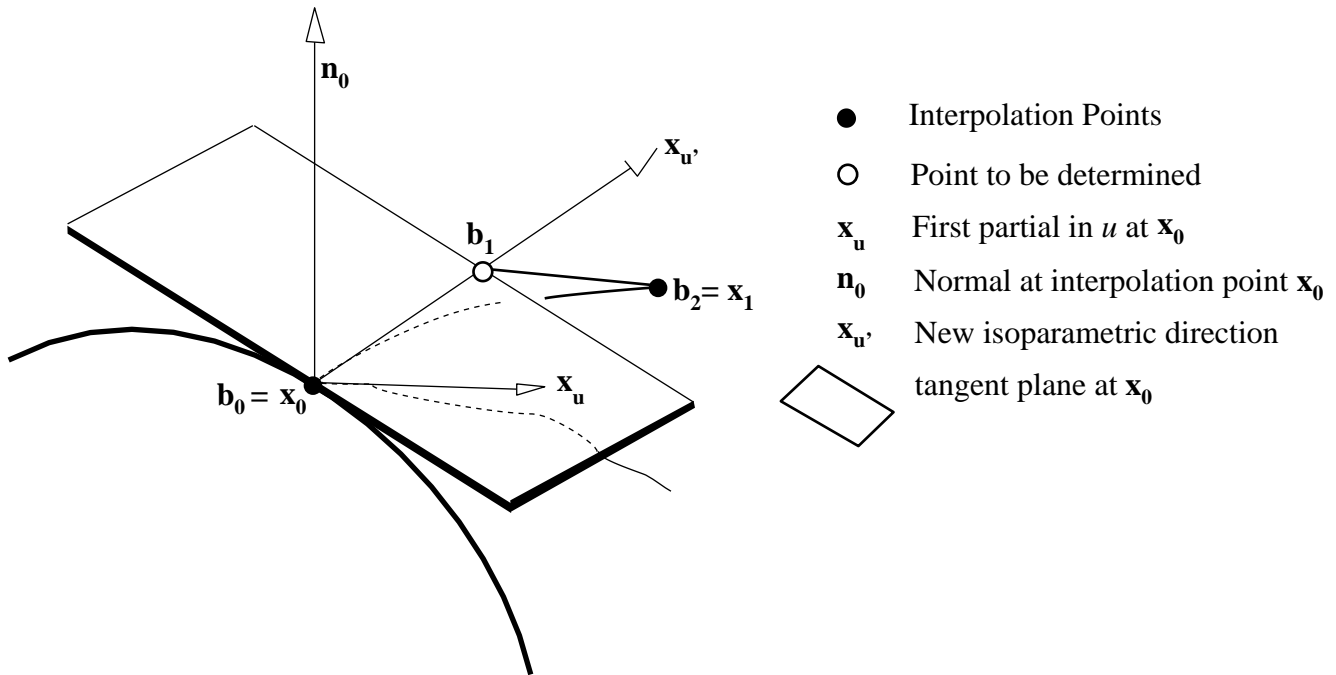 n₀
xᵤ’
b₁
b₂ = x₁
b₀ = x₀
xᵤ
Interpolation Points
Point to be determined
xᵤ First partial in u at x₀
n₀ Normal at interpolation point x₀
xᵤ’ New isoparametric direction
tangent plane at x₀